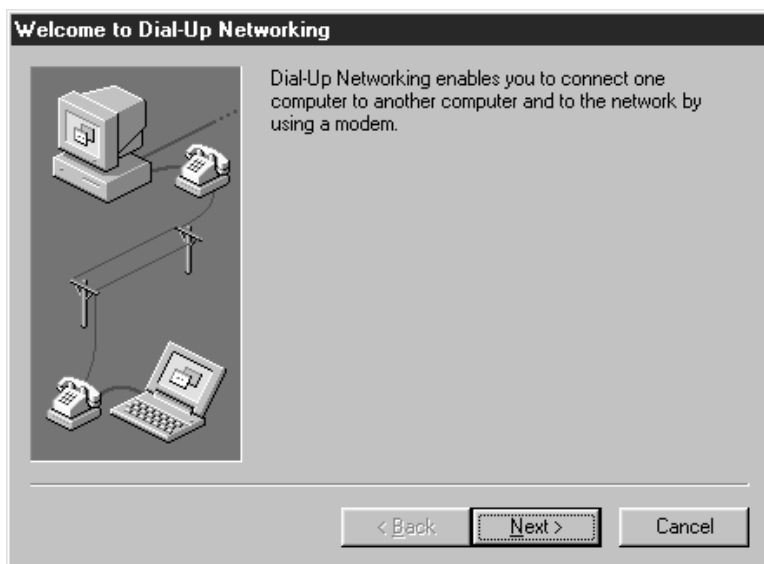 Welcome to Dial-Up Networking
Dial-Up Networking enables you to connect one
computer to another computer and to the network by
using a modem.
< Back
Next >
Cancel